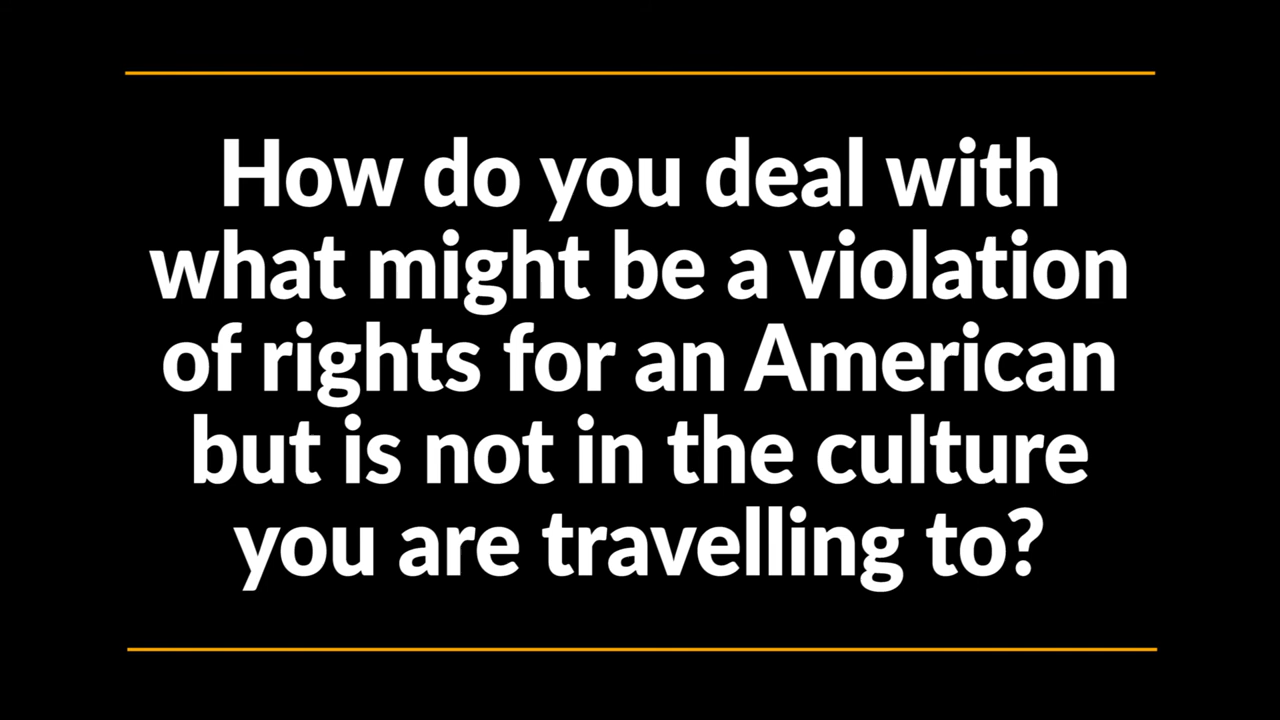 How do you deal with
what might be a violation
of rights for an American
but is not in the culture
you are travelling to?